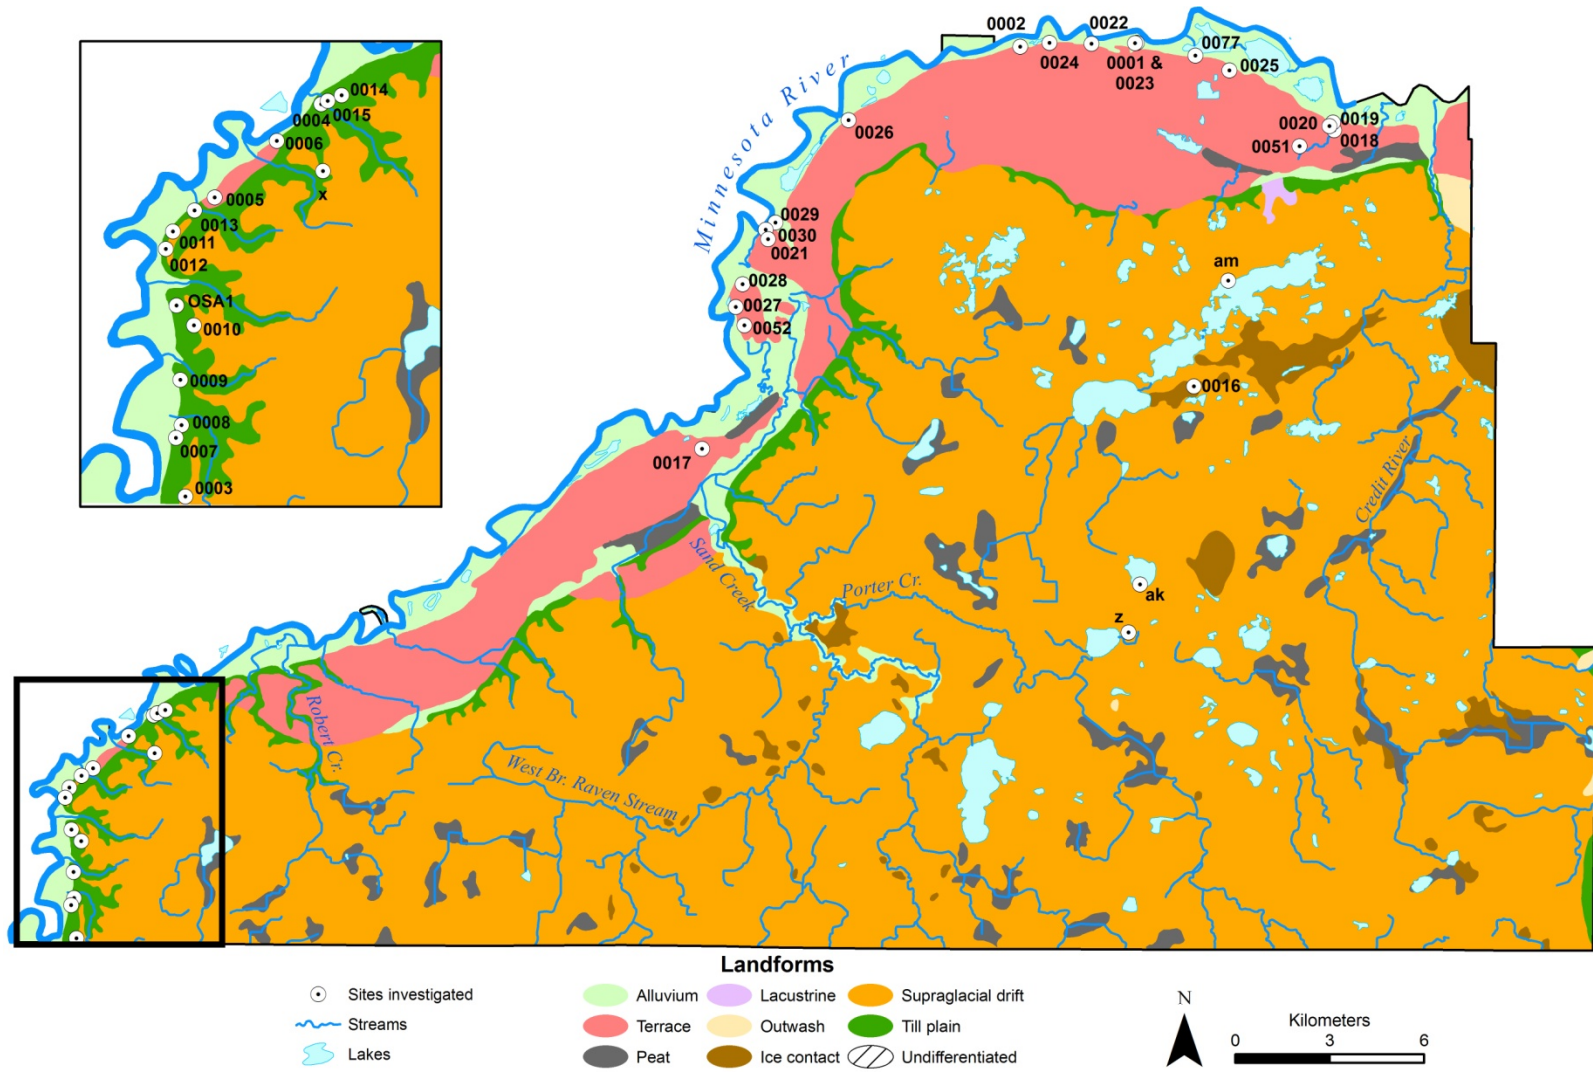 0002
0022
0077
0024
0001 &
0023
0025
0014
0004
0015
0006
x
0005
0013
0011
0012
OSA1
0010
0009
0008
0007
0003
Minnesota River
0026
0020
0019
0018
0051
0029
0030
0021
0028
0027
0052
am
0016
0017
Credit River
Sand Creek
Porter Cr.
ak
z
Robert Cr.
West Br. Raven Stream
Landforms
Sites investigated
Streams
Lakes
Alluvium
Lacustrine
Supraglacial drift
Terrace
Outwash
Till plain
Peat
Ice contact
Undifferentiated
N
Kilometers
0 3 6